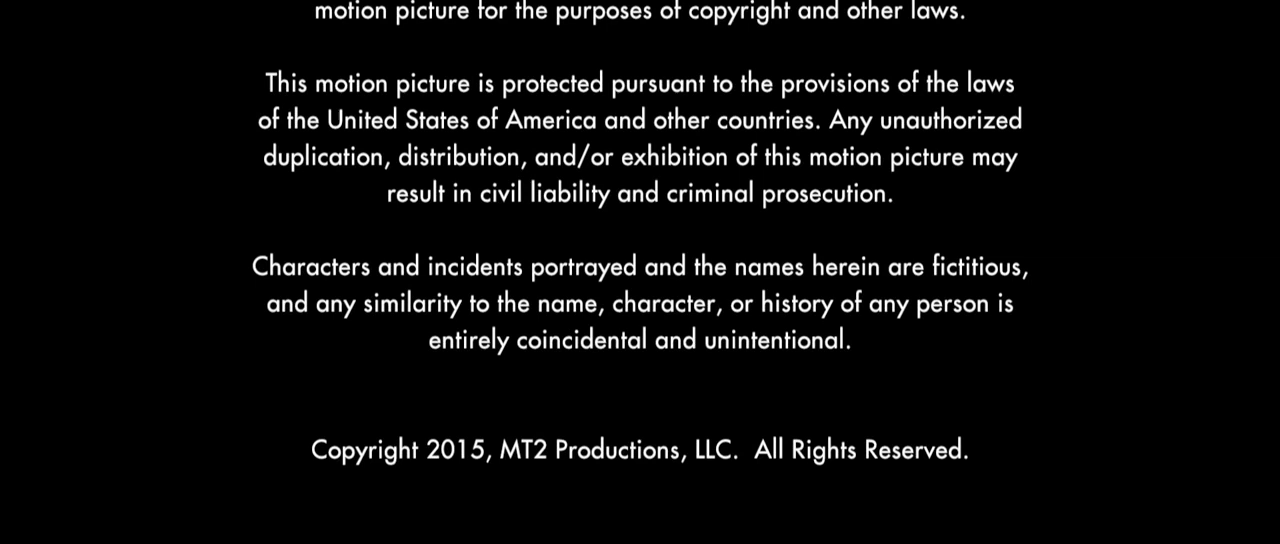 motion picture for the purposes of copyright and other laws.
This motion picture is protected pursuant to the provisions of the laws
of the United States of America and other countries. Any unauthorized
duplication, distribution, and/or exhibition of this motion picture may
result in civil liability and criminal prosecution.
Characters and incidents portrayed and the names herein are fictitious,
and any similarity to the name, character, or history of any person is
entirely coincidental and unintentional.
Copyright 2015, MT2 Productions, LLC.  All Rights Reserved.